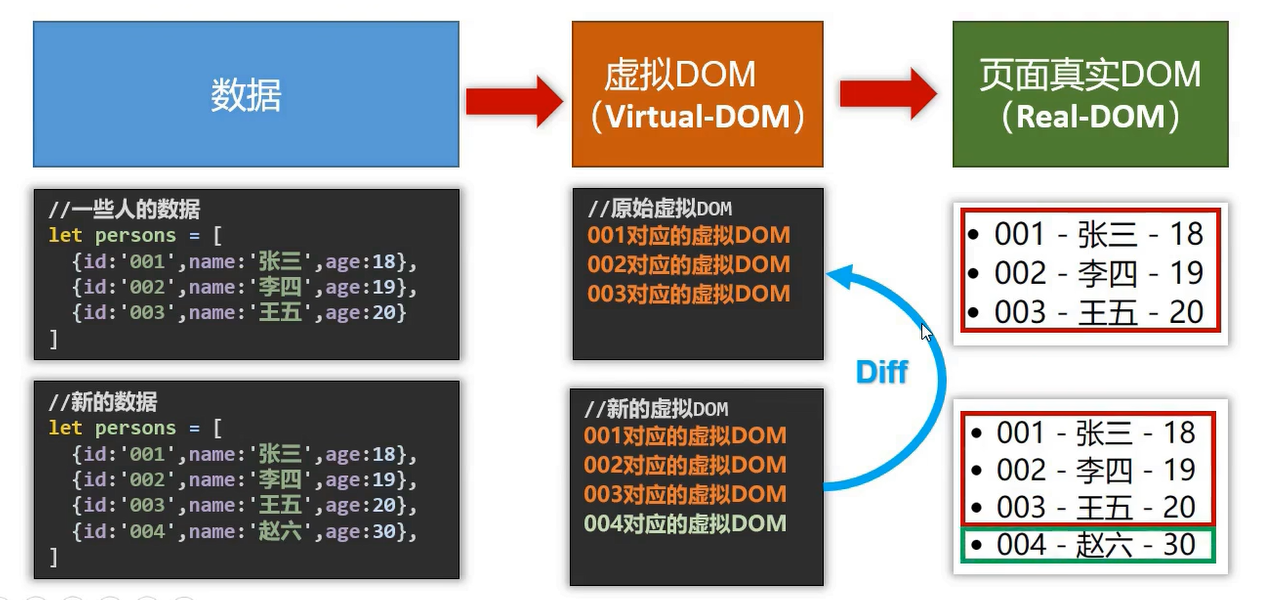 数据
虚拟DOM
（Virtual-DOM）
页面真实DOM
（Real-DOM）
//一些人的数据
let persons = [
{id:'001',name:'张三',age:18},
{id:'002',name:'李四',age:19},
{id:'003',name:'王五',age:20}
]
//原始虚拟DOM
001对应的虚拟DOM
002对应的虚拟DOM
003对应的虚拟DOM
• 001 - 张三 - 18
• 002 - 李四 - 19
• 003 - 王五 - 20
Diff
//新的数据
let persons = [
{id:'001',name:'张三',age:18},
{id:'002',name:'李四',age:19},
{id:'003',name:'王五',age:20},
{id:'004',name:'赵六',age:30},
]
//新的虚拟DOM
001对应的虚拟DOM
002对应的虚拟DOM
003对应的虚拟DOM
004对应的虚拟DOM
• 001 - 张三 - 18
• 002 - 李四 - 19
• 003 - 王五 - 20
• 004 - 赵六 - 30